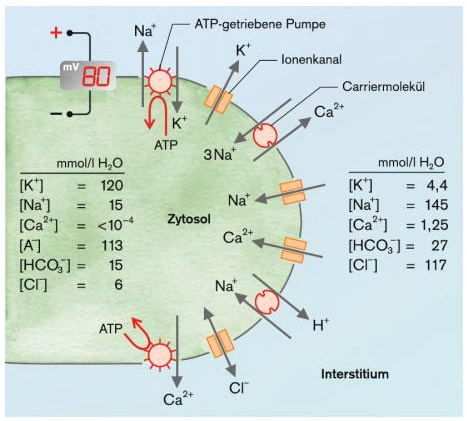 ATP-getriebene Pumpe
Na⁺
+
K⁺
Ionenkanal
mV 80
Carriermolekül
Ca²⁺
−
K⁺
ATP
3Na⁺
mmol/l H₂O
[K⁺] = 120
[Na⁺] = 15
[Ca²⁺] = <10⁻⁴
[A⁻] = 113
[HCO₃⁻] = 15
[Cl⁻] = 6
Zytosol
Na⁺
Ca²⁺
mmol/l H₂O
[K⁺] = 4,4
[Na⁺] = 145
[Ca²⁺] = 1,25
[HCO₃⁻] = 27
[Cl⁻] = 117
Na⁺
H⁺
ATP
Ca²⁺
Cl⁻
Interstitium